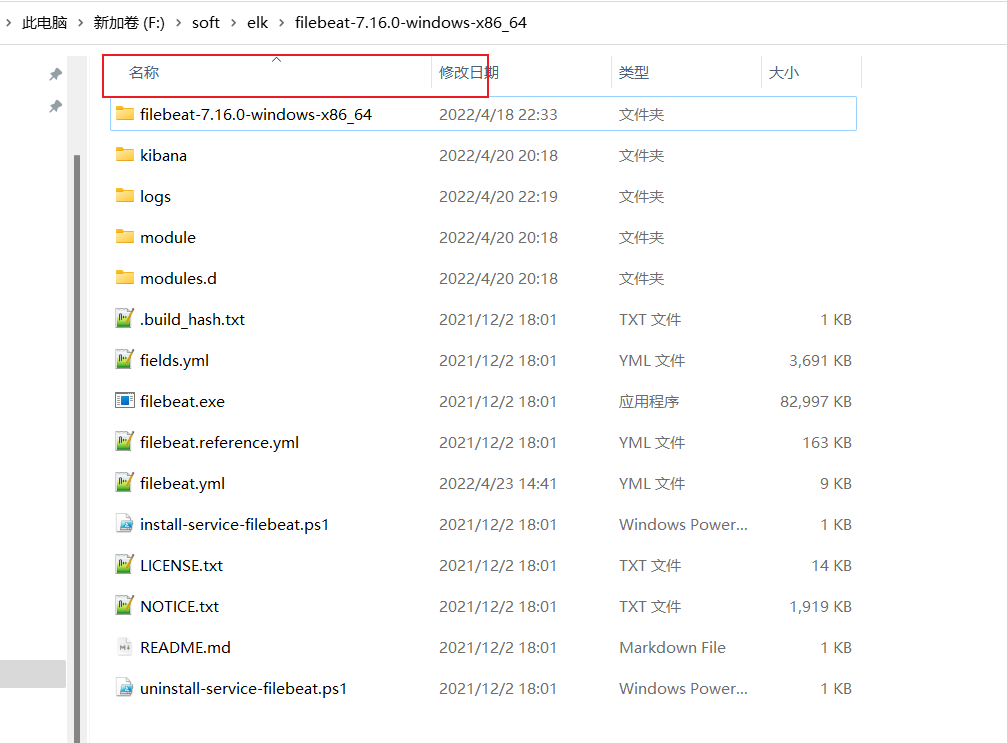 此电脑 > 新加卷 (F:) > soft > elk > filebeat-7.16.0-windows-x86_64
名称 修改日期 类型 大小
filebeat-7.16.0-windows-x86_64 2022/4/18 22:33 文件夹
kibana 2022/4/20 20:18 文件夹
logs 2022/4/20 22:19 文件夹
module 2022/4/20 20:18 文件夹
modules.d 2022/4/20 20:18 文件夹
.build_hash.txt 2021/12/2 18:01 TXT 文件 1 KB
fields.yml 2021/12/2 18:01 YML 文件 3,691 KB
filebeat.exe 2021/12/2 18:01 应用程序 82,997 KB
filebeat.reference.yml 2021/12/2 18:01 YML 文件 163 KB
filebeat.yml 2022/4/23 14:41 YML 文件 9 KB
install-service-filebeat.ps1 2021/12/2 18:01 Windows Power... 1 KB
LICENSE.txt 2021/12/2 18:01 TXT 文件 14 KB
NOTICE.txt 2021/12/2 18:01 TXT 文件 1,919 KB
README.md 2021/12/2 18:01 Markdown File 1 KB
uninstall-service-filebeat.ps1 2021/12/2 18:01 Windows Power... 1 KB